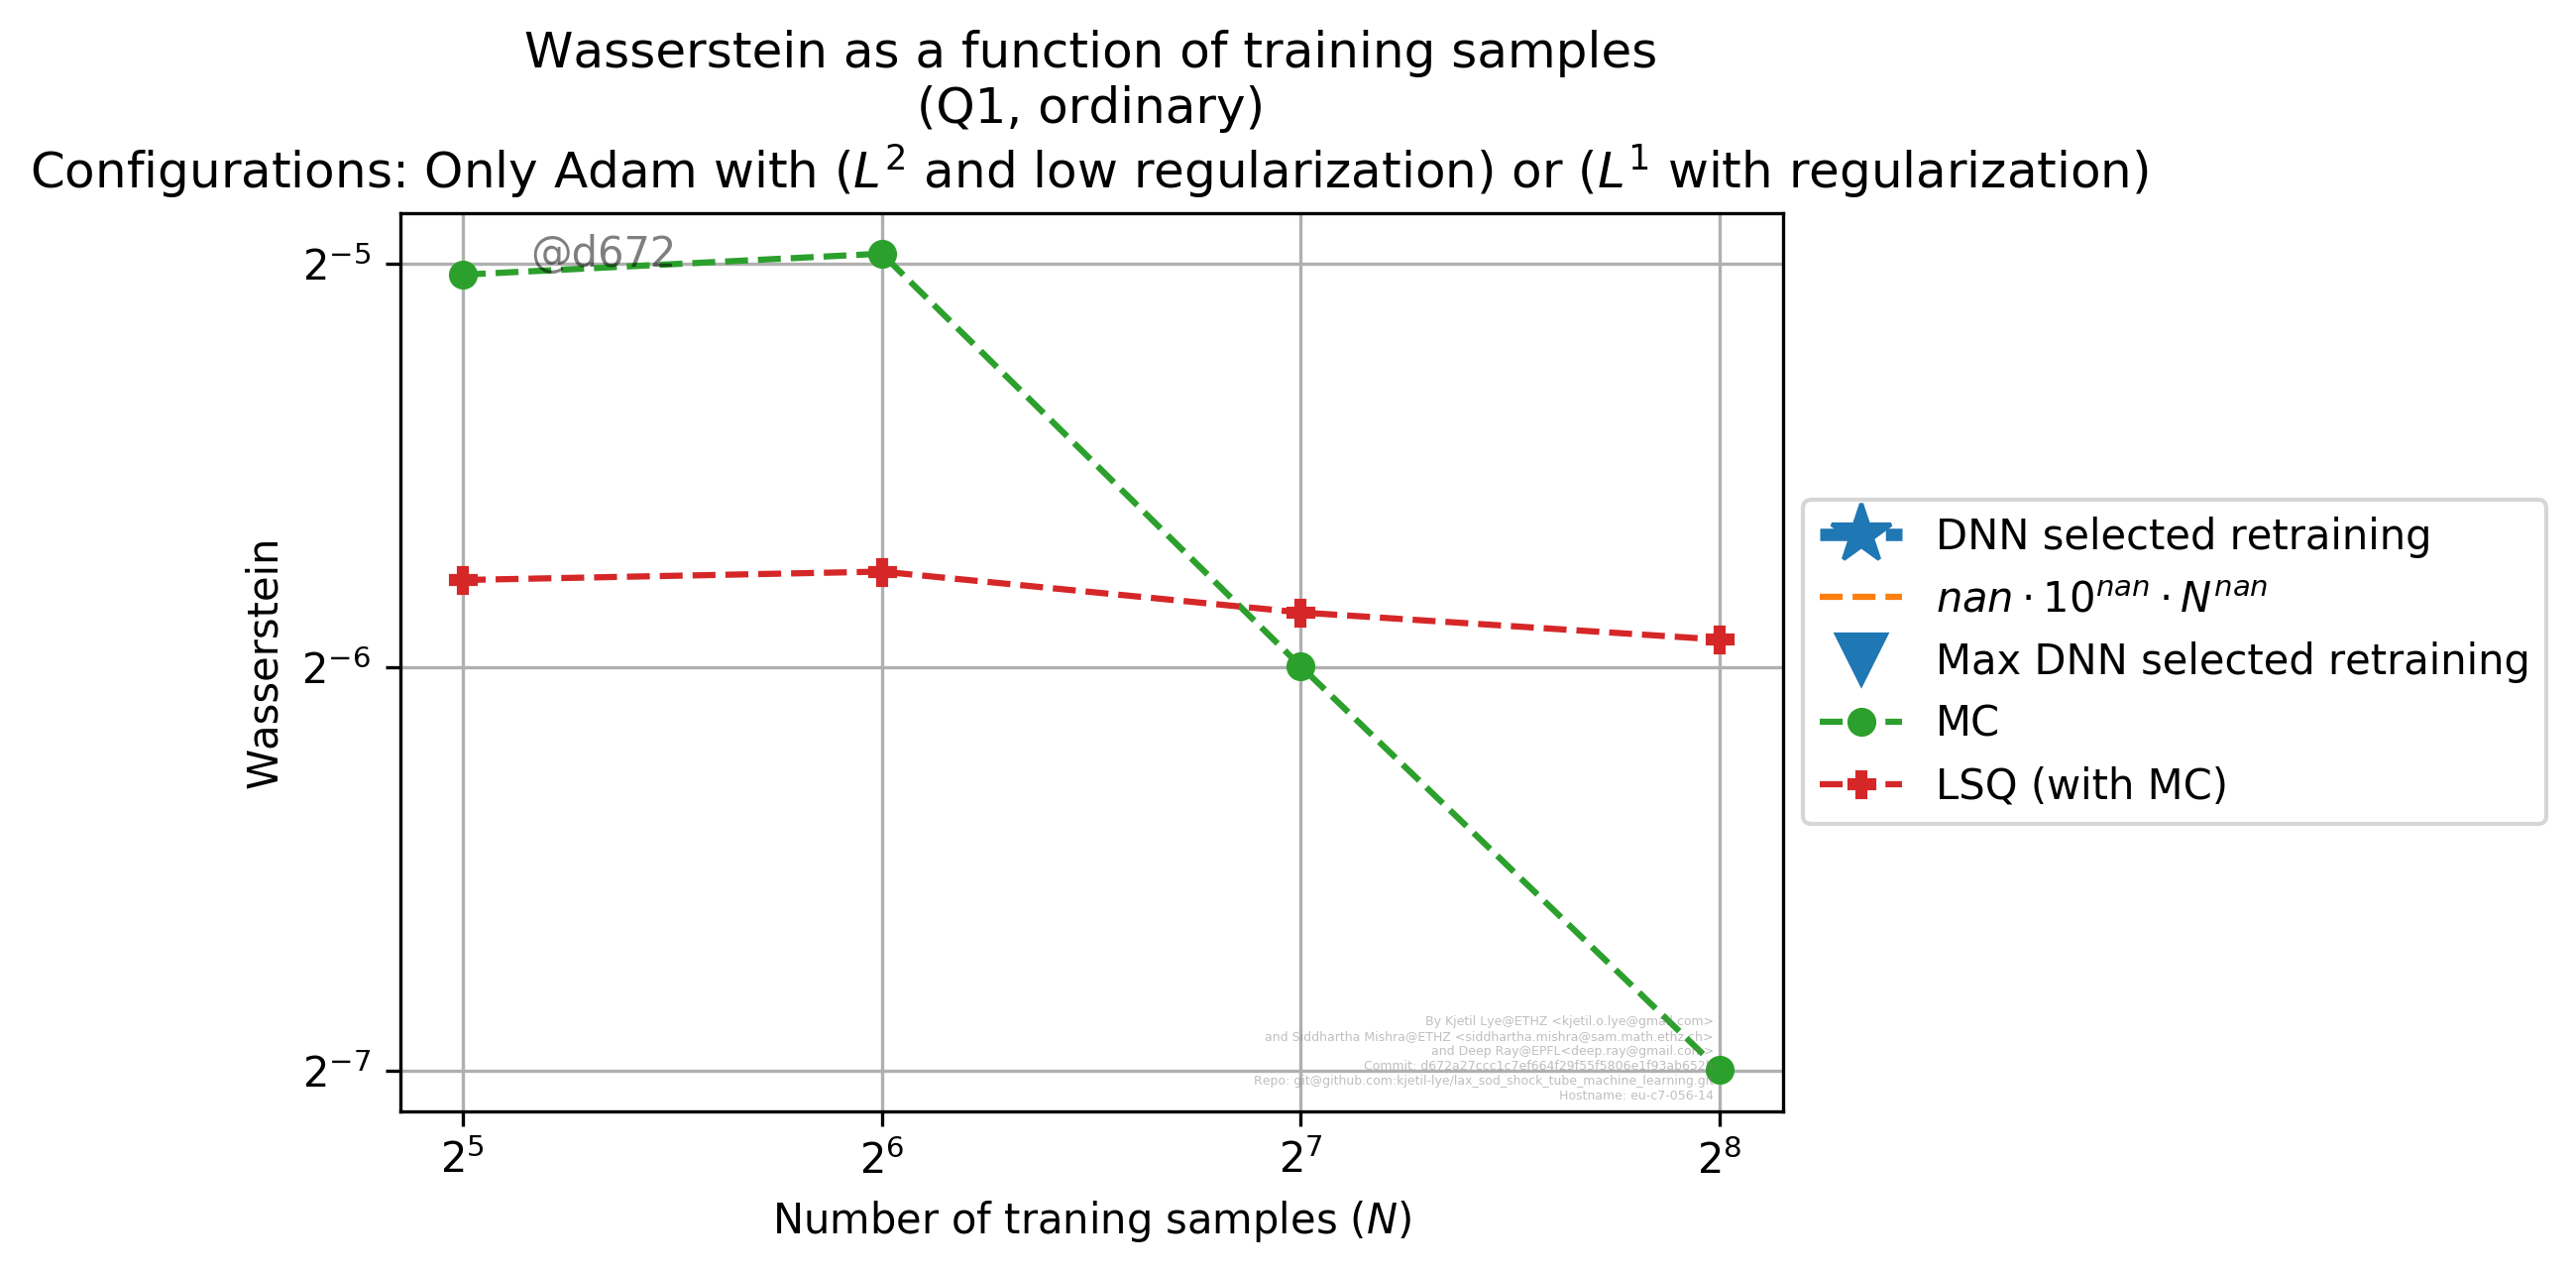 Wasserstein as a function of training samples
(Q1, ordinary)
Configurations: Only Adam with (L² and low regularization) or (L¹ with regularization)
@d672
2⁻⁵
2⁻⁶
2⁻⁷
Wasserstein
By Kjetil Lye@ETHZ <kjetil.o.lye@gmail.com>
and Siddhartha Mishra@ETHZ <siddhartha.mishra@sam.math.ethz.ch>
and Deep Ray@EPFL<deep.ray@gmail.com>
Commit:
Repo: git@github.com:kjetil-lye/lax_sod_shock_tube_machine_learning.git
Hostname: eu-c7-056-14
2⁵
2⁶
2⁷
2⁸
Number of traning samples (N)
DNN selected retraining
nan · 10ⁿᵃⁿ · Nⁿᵃⁿ
Max DNN selected retraining
MC
LSQ (with MC)